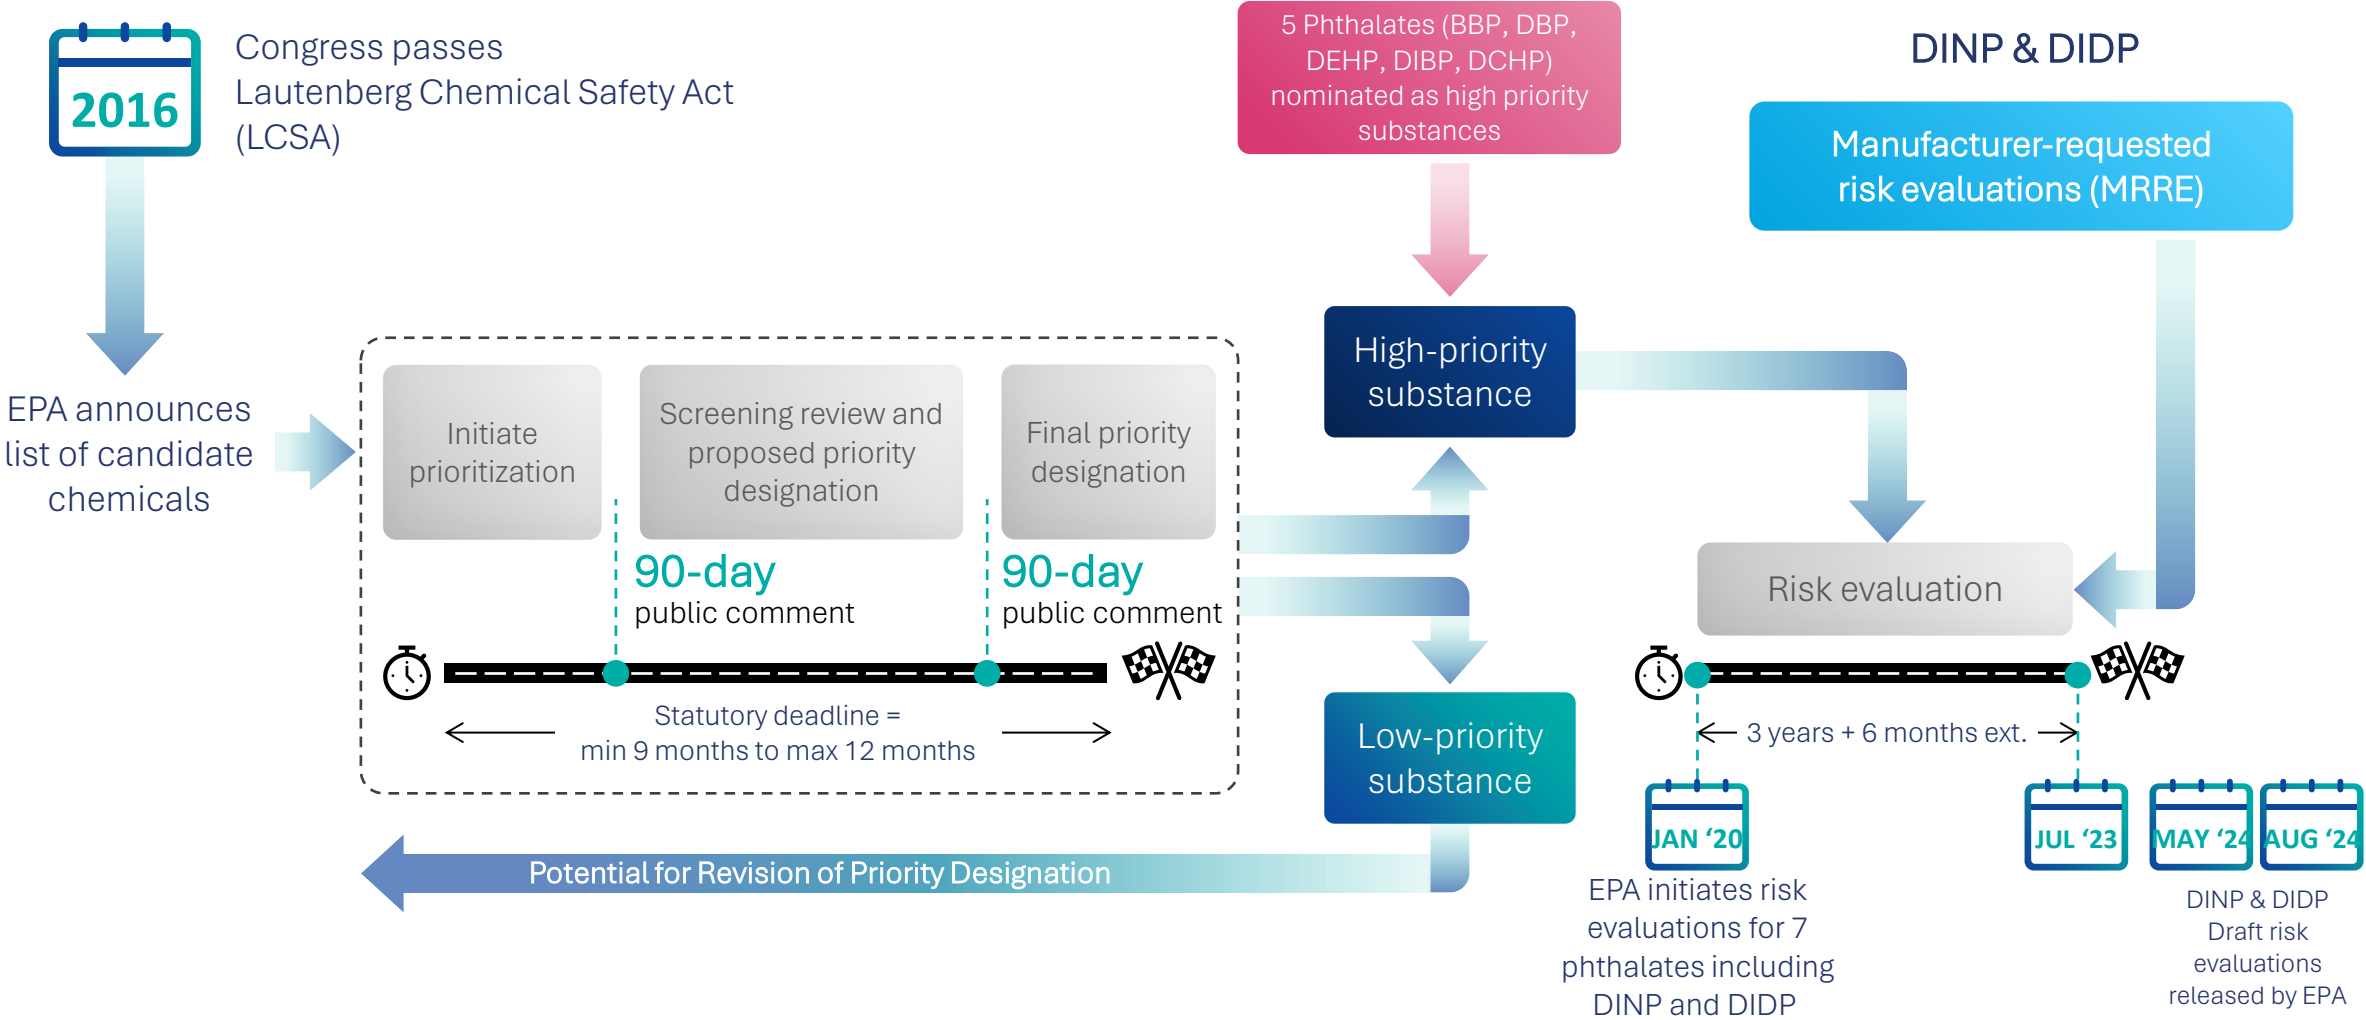 2016
Congress passes
Lautenberg Chemical Safety Act
(LCSA)
EPA announces
list of candidate
chemicals
Initiate
prioritization
Screening review and
proposed priority
designation
Final priority
designation
90-day
public comment
90-day
public comment
Statutory deadline =
min 9 months to max 12 months
5 Phthalates (BBP, DBP,
DEHP, DIBP, DCHP)
nominated as high priority
substances
High-priority
substance
Low-priority
substance
Potential for Revision of Priority Designation
DINP & DIDP
Manufacturer-requested
risk evaluations (MRRE)
Risk evaluation
3 years + 6 months ext.
JAN ‘20
EPA initiates risk
evaluations for 7
phthalates including
DINP and DIDP
JUL ‘23
MAY ‘24
AUG ‘24
DINP & DIDP
Draft risk
evaluations
released by EPA